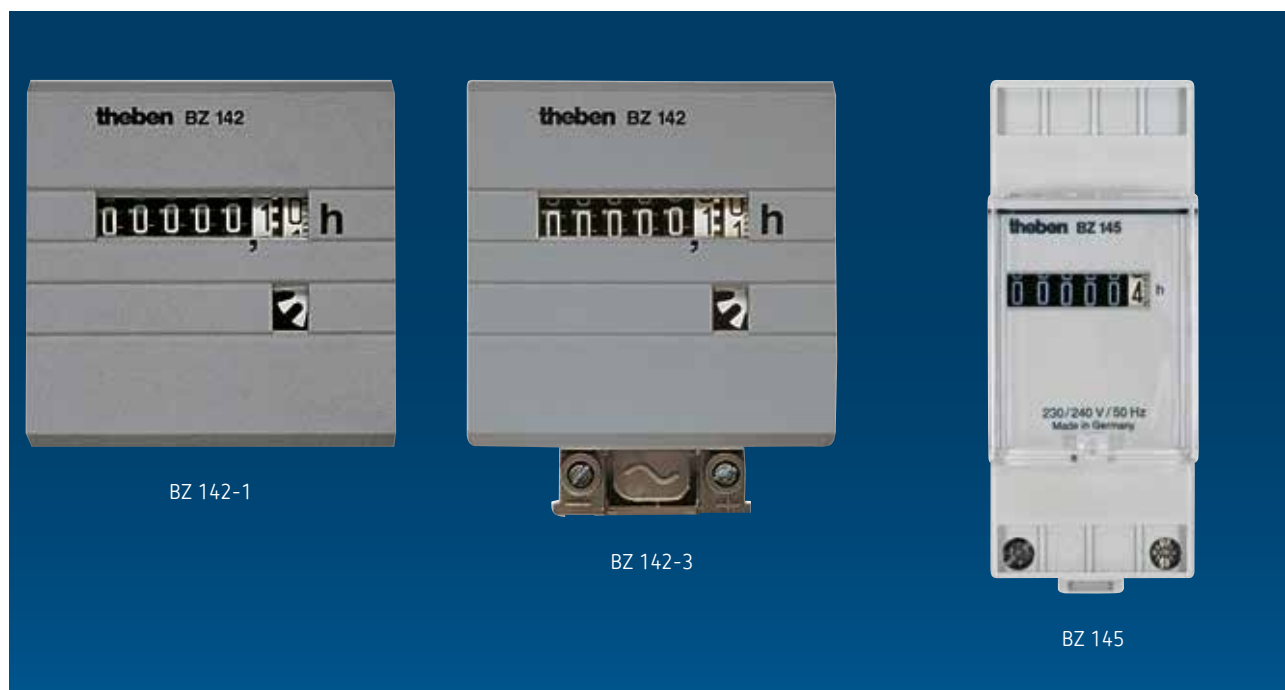 theben BZ 142
00000,110
h
BZ 142-1
theben BZ 142
00000,1
h
BZ 142-3
theben BZ 145
000004 h
230/240 V / 50 Hz
Made in Germany
BZ 145